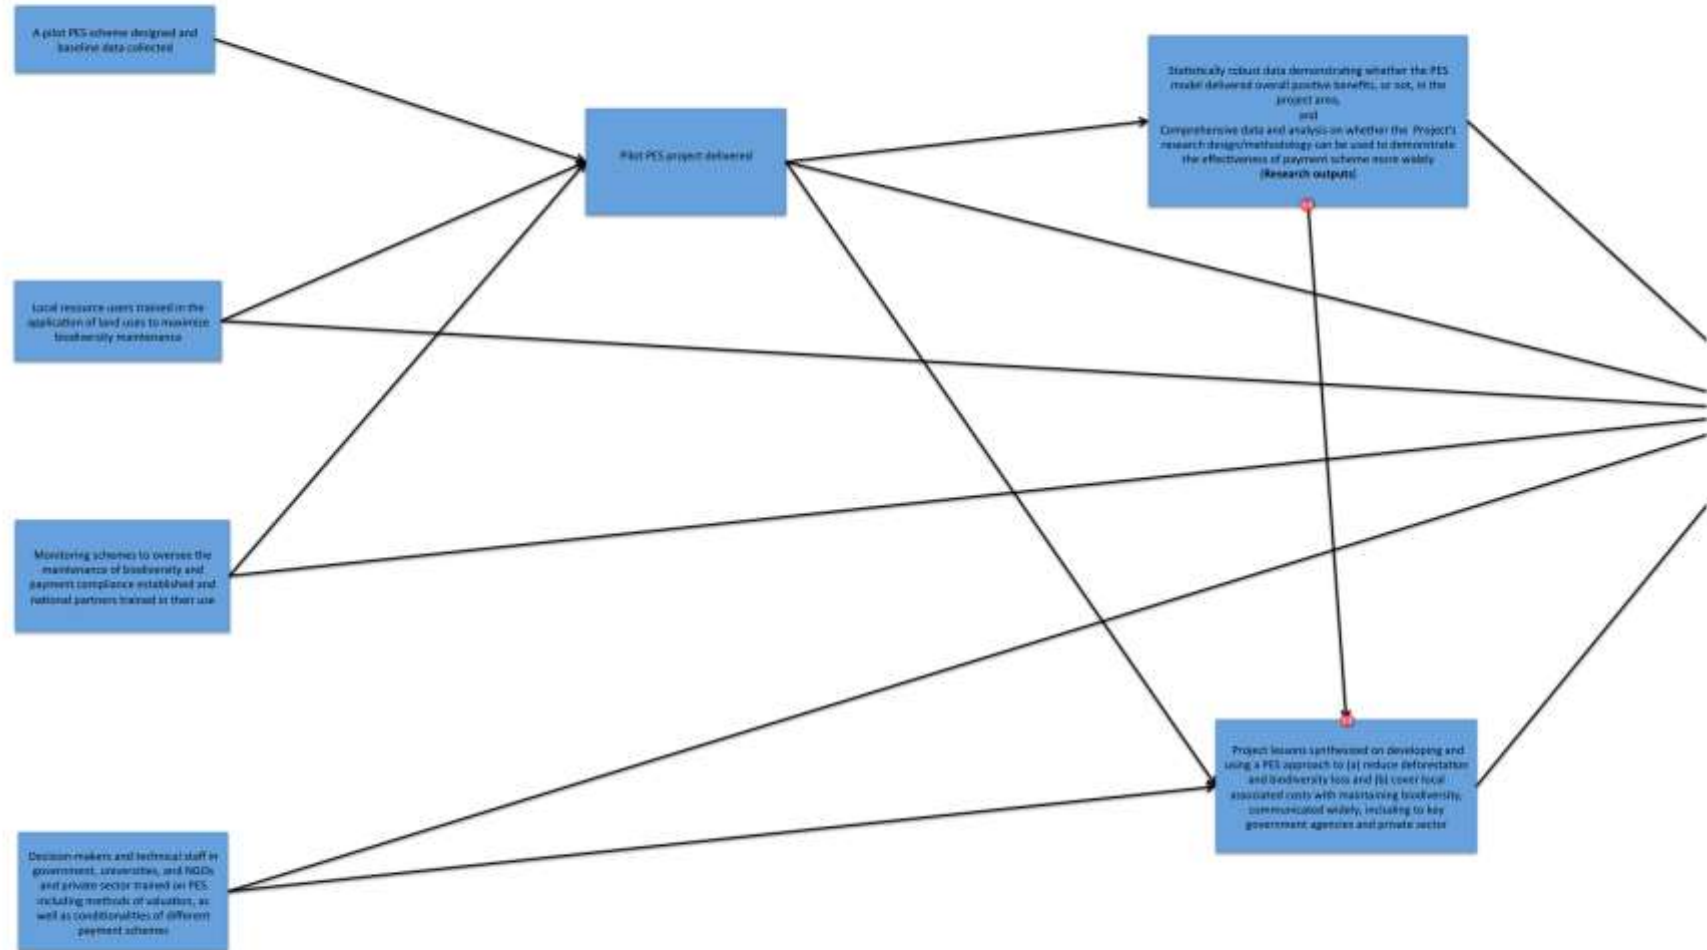 A pilot PES scheme designed and
baseline data collected
Pilot PES project delivered
Statistically robust data demonstrating whether the PES
model delivered overall positive benefits, or not, in the
project area,
and
Comprehensive data and analysis on whether the Project's
research design/methodology can be used to demonstrate
the effectiveness of payment scheme more widely
(Research outputs)
Local resource users trained in the
application of land uses to maximize
biodiversity maintenance
Monitoring schemes to oversee the
maintenance of biodiversity and
payment compliance established and
national partners trained in their use
Project lessons synthesised on developing and
using a PES approach to (a) reduce deforestation
and biodiversity loss and (b) cover local
associated costs with maintaining biodiversity,
communicated widely, including to key
government agencies and private sector
Decision-makers and technical staff in
government, universities, and NGOs
and private sector trained on PES
including methods of valuation, as
well as conditionalities of different
payment schemes